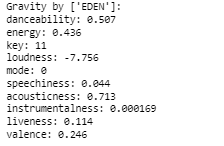 Gravity by ['EDEN']:
danceability: 0.507
energy: 0.436
key: 11
loudness: -7.756
mode: 0
speechiness: 0.044
acousticness: 0.713
instrumentalness: 0.000169
liveness: 0.114
valence: 0.246